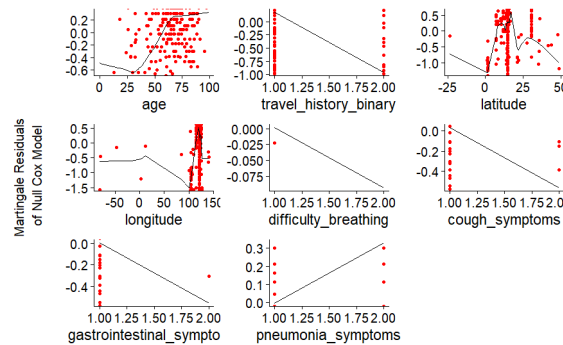 0.2
0.0
-0.2
-0.4
-0.6
0 25 50 75 100
age
0.00
-0.25
-0.50
-0.75
-1.00
1.00 1.25 1.50 1.75 2.00
travel_history_binary
0.5
0.0
-0.5
-1.0
-25 0 25 50
latitude
Martingale Residuals
of Null Cox Model
0.5
0.0
-0.5
-1.0
-1.5
-50 0 50 100 150
longitude
0.000
-0.025
-0.050
-0.075
1.00 1.25 1.50 1.75 2.00
difficulty_breathing
0.0
-0.2
-0.4
1.00 1.25 1.50 1.75 2.00
cough_symptoms
0.0
-0.2
-0.4
1.00 1.25 1.50 1.75 2.00
gastrointestinal_sympto
0.3
0.2
0.1
0.0
1.00 1.25 1.50 1.75 2.00
pneumonia_symptoms